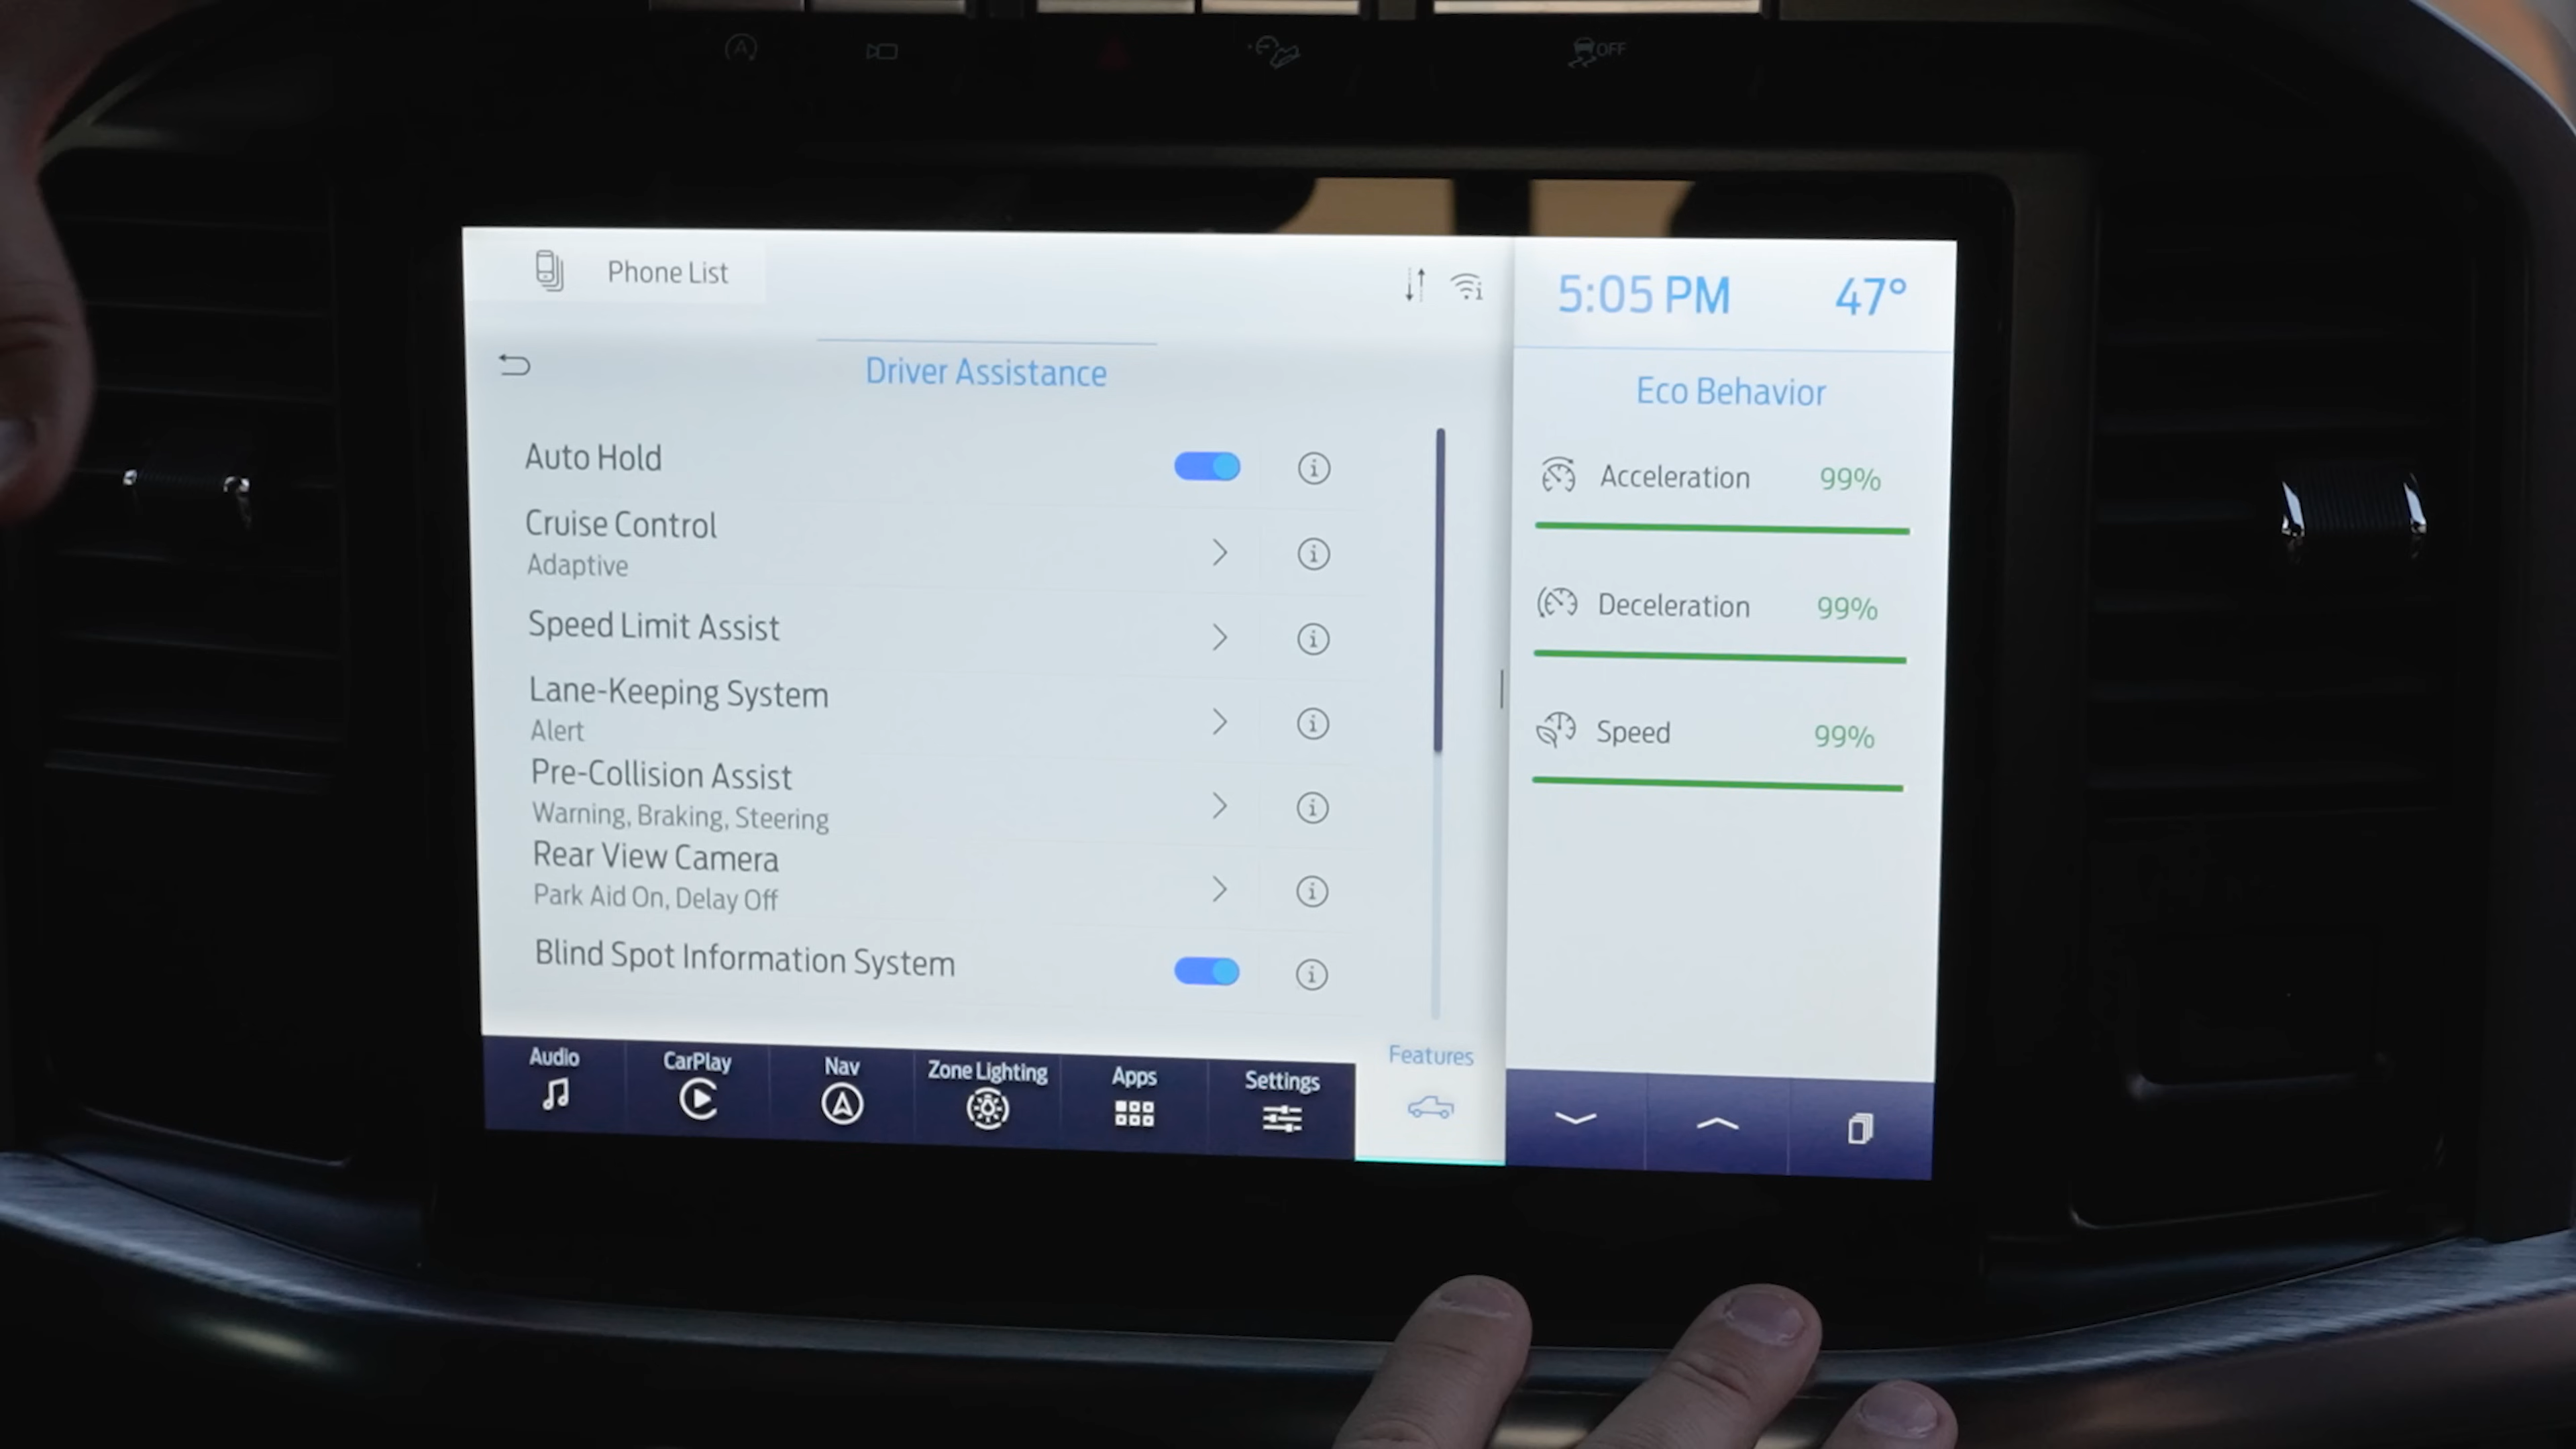 OFF
Phone List
5:05 PM 47°
Driver Assistance
Auto Hold
Cruise Control
Adaptive
Speed Limit Assist
Lane-Keeping System
Alert
Pre-Collision Assist
Warning, Braking, Steering
Rear View Camera
Park Aid On, Delay Off
Blind Spot Information System
Eco Behavior
Acceleration 99%
Deceleration 99%
Speed 99%
Audio
CarPlay
Nav
Zone Lighting
Apps
Settings
Features